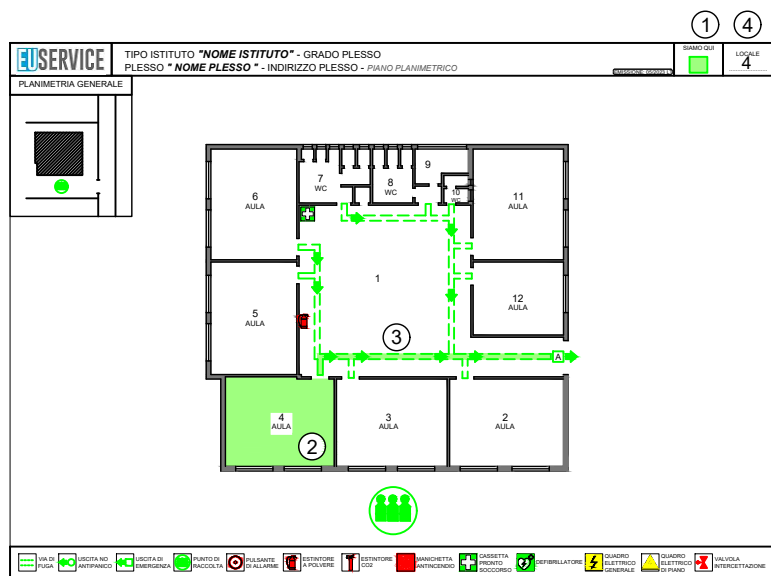 1 4
EUSERVICE
TIPO ISTITUTO "NOME ISTITUTO" - GRADO PLESSO
PLESSO " NOME PLESSO " - INDIRIZZO PLESSO - PIANO PLANIMETRICO
SIAMO QUI
LOCALE
4
PLANIMETRIA GENERALE
6
AULA
7
WC
8
WC
9
10
WC
11
AULA
5
AULA
1
12
AULA
3
A
4
AULA
2
3
AULA
2
AULA
VIA DI
FUGA
USCITA NO
ANTIPANICO
USCITA DI
EMERGENZA
PUNTO DI
RACCOLTA
PULSANTE
DI ALLARME
ESTINTORE
A POLVERE
ESTINTORE
CO2
MANICHETTA
ANTINCENDIO
CASSETTA
PRONTO
SOCCORSO
DEFIBRILLATORE
QUADRO
ELETTRICO
GENERALE
QUADRO
ELETTRICO
DI PIANO
VALVOLA
INTERCETTAZIONE